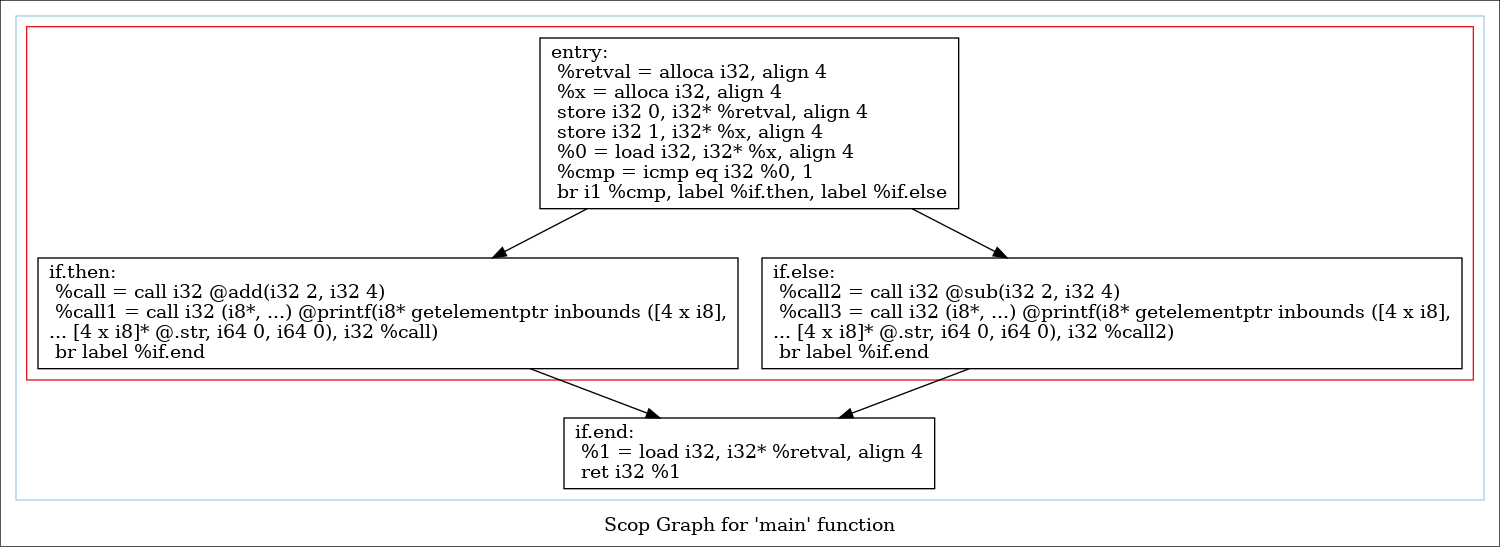 entry:
%retval = alloca i32, align 4
%x = alloca i32, align 4
store i32 0, i32* %retval, align 4
store i32 1, i32* %x, align 4
%0 = load i32, i32* %x, align 4
%cmp = icmp eq i32 %0, 1
br i1 %cmp, label %if.then, label %if.else
if.then:
%call = call i32 @add(i32 2, i32 4)
%call1 = call i32 (i8*, ...) @printf(i8* getelementptr inbounds ([4 x i8],
... [4 x i8]* @.str, i64 0, i64 0), i32 %call)
br label %if.end
if.else:
%call2 = call i32 @sub(i32 2, i32 4)
%call3 = call i32 (i8*, ...) @printf(i8* getelementptr inbounds ([4 x i8],
... [4 x i8]* @.str, i64 0, i64 0), i32 %call2)
br label %if.end
if.end:
%1 = load i32, i32* %retval, align 4
ret i32 %1
Scop Graph for 'main' function